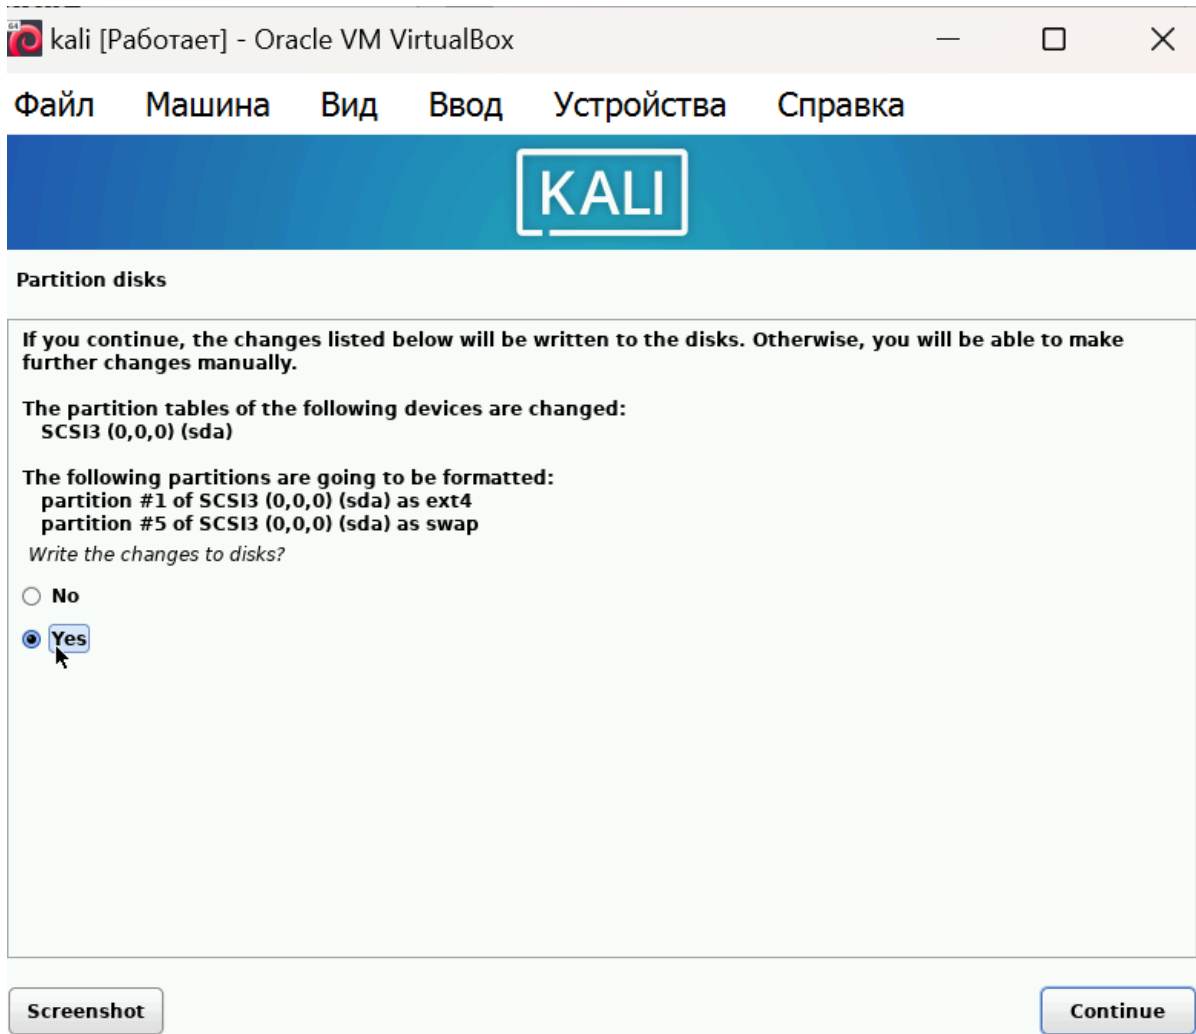 kali [Работает] - Oracle VM VirtualBox
Файл Машина Вид Ввод Устройства Справка
KALI
Partition disks
If you continue, the changes listed below will be written to the disks. Otherwise, you will be able to make
further changes manually.
The partition tables of the following devices are changed:
SCSI3 (0,0,0) (sda)
The following partitions are going to be formatted:
partition #1 of SCSI3 (0,0,0) (sda) as ext4
partition #5 of SCSI3 (0,0,0) (sda) as swap
Write the changes to disks?
No
Yes
Screenshot Continue